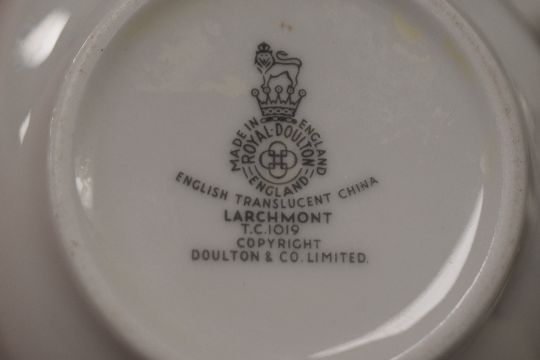 MADE IN ENGLAND
ROYAL·DOULTON
ENGLAND
ENGLISH TRANSLUCENT CHINA
LARCHMONT
T.C.1019
COPYRIGHT
DOULTON & CO. LIMITED.